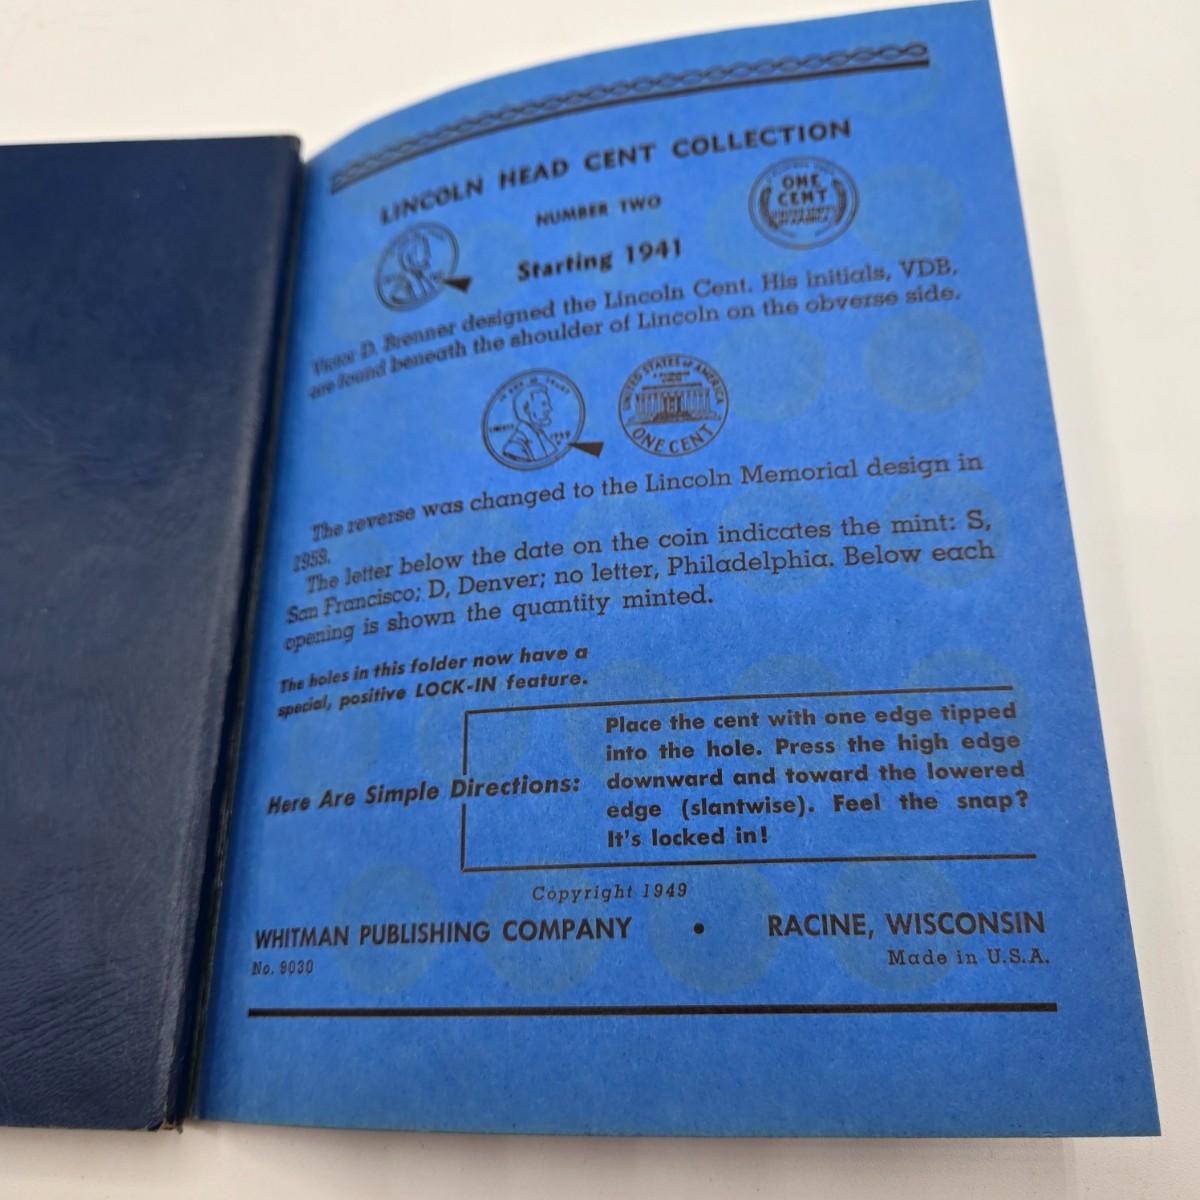 LINCOLN HEAD CENT COLLECTION
NUMBER TWO
Starting 1941
ONE
CENT
Victor D. Brenner designed the Lincoln Cent. His initials, VDB,
are found beneath the shoulder of Lincoln on the obverse side.
UNITED STATES of AMERICA
ONE CENT
The reverse was changed to the Lincoln Memorial design in
1959.
The letter below the date on the coin indicates the mint: S,
San Francisco; D, Denver; no letter, Philadelphia. Below each
opening is shown the quantity minted.
The holes in this folder now have a
special, positive LOCK-IN feature.
Here Are Simple Directions:
Place the cent with one edge tipped
into the hole. Press the high edge
downward and toward the lowered
edge (slantwise). Feel the snap?
It's locked in!
Copyright 1949
WHITMAN PUBLISHING COMPANY • RACINE, WISCONSIN
No. 9030
Made in U.S.A.